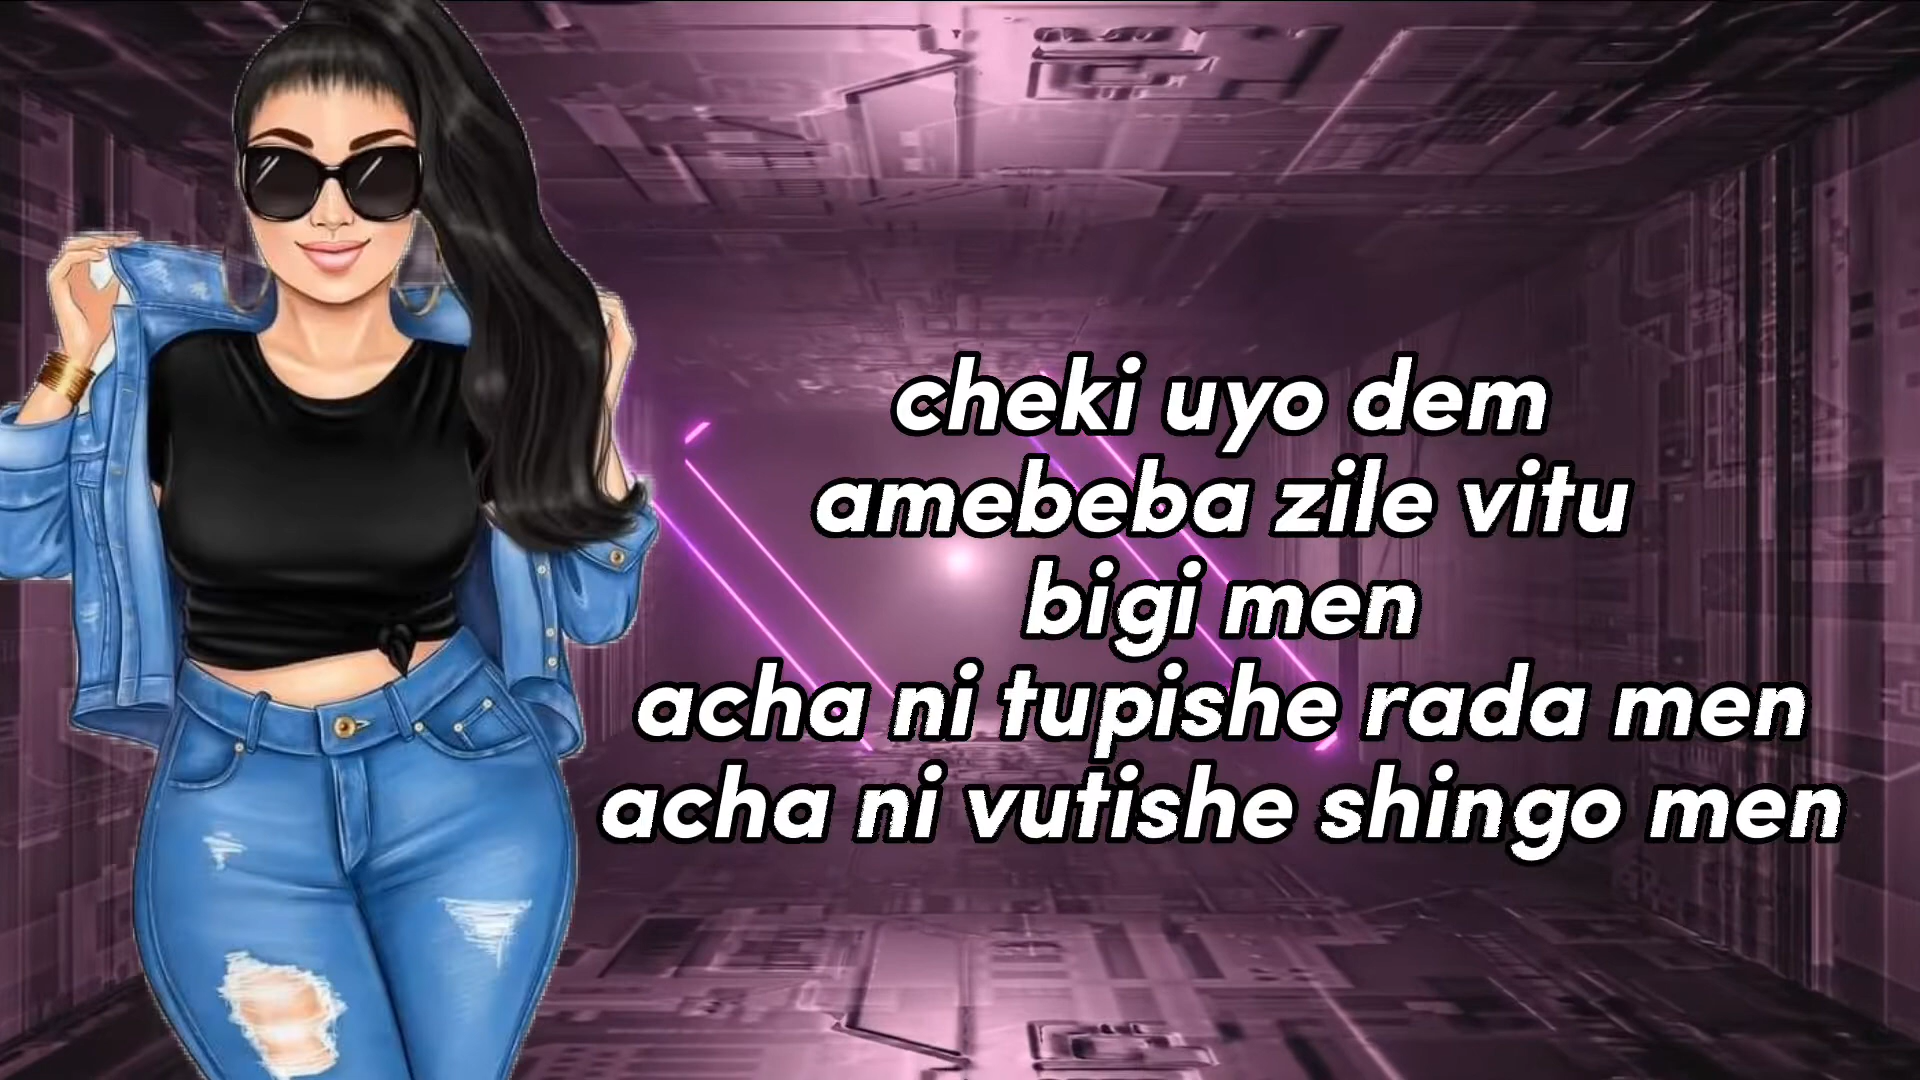 cheki uyo dem
amebeba zile vitu
bigi men
acha ni tupishe rada men
acha ni vutishe shingo men